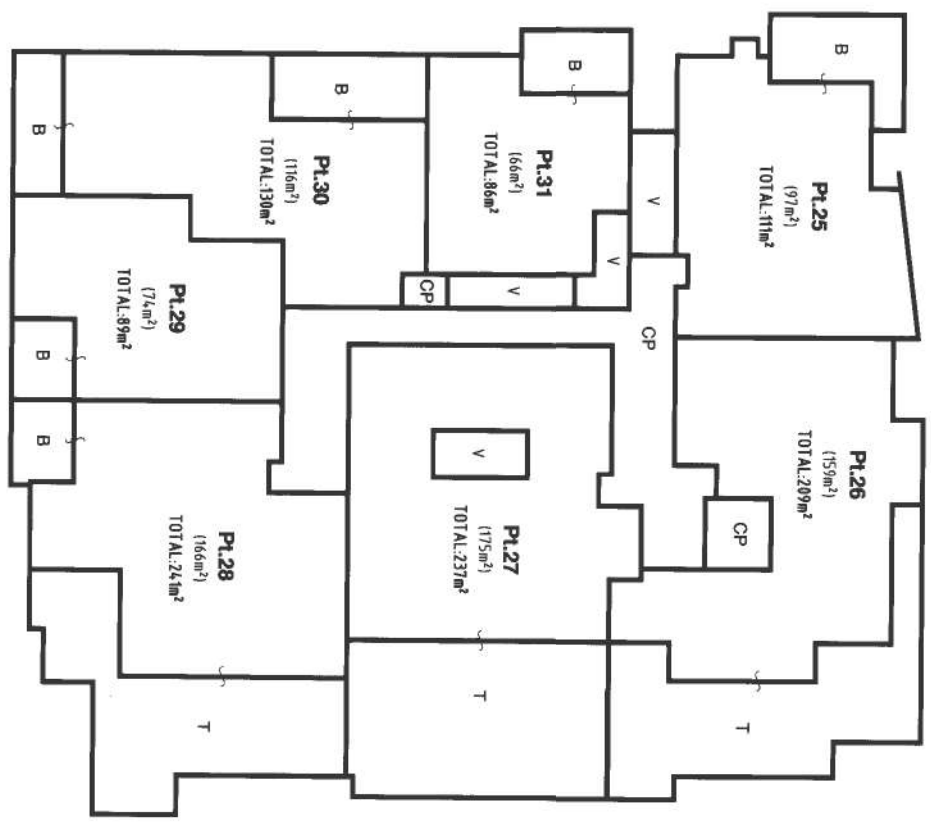 B
Pt.25
(97m²)
TOTAL:111m²
Pt.26
(159m²)
TOTAL:209m²
CP
T
V
CP
B
Pt.31
(66m²)
TOTAL:86m²
V
V
CP
Pt.27
(175m²)
TOTAL:237m²
V
T
B
Pt.30
(116m²)
TOTAL:130m²
B
Pt.28
(166m²)
TOTAL:241m²
T
Pt.29
(74m²)
TOTAL:89m²
B
B